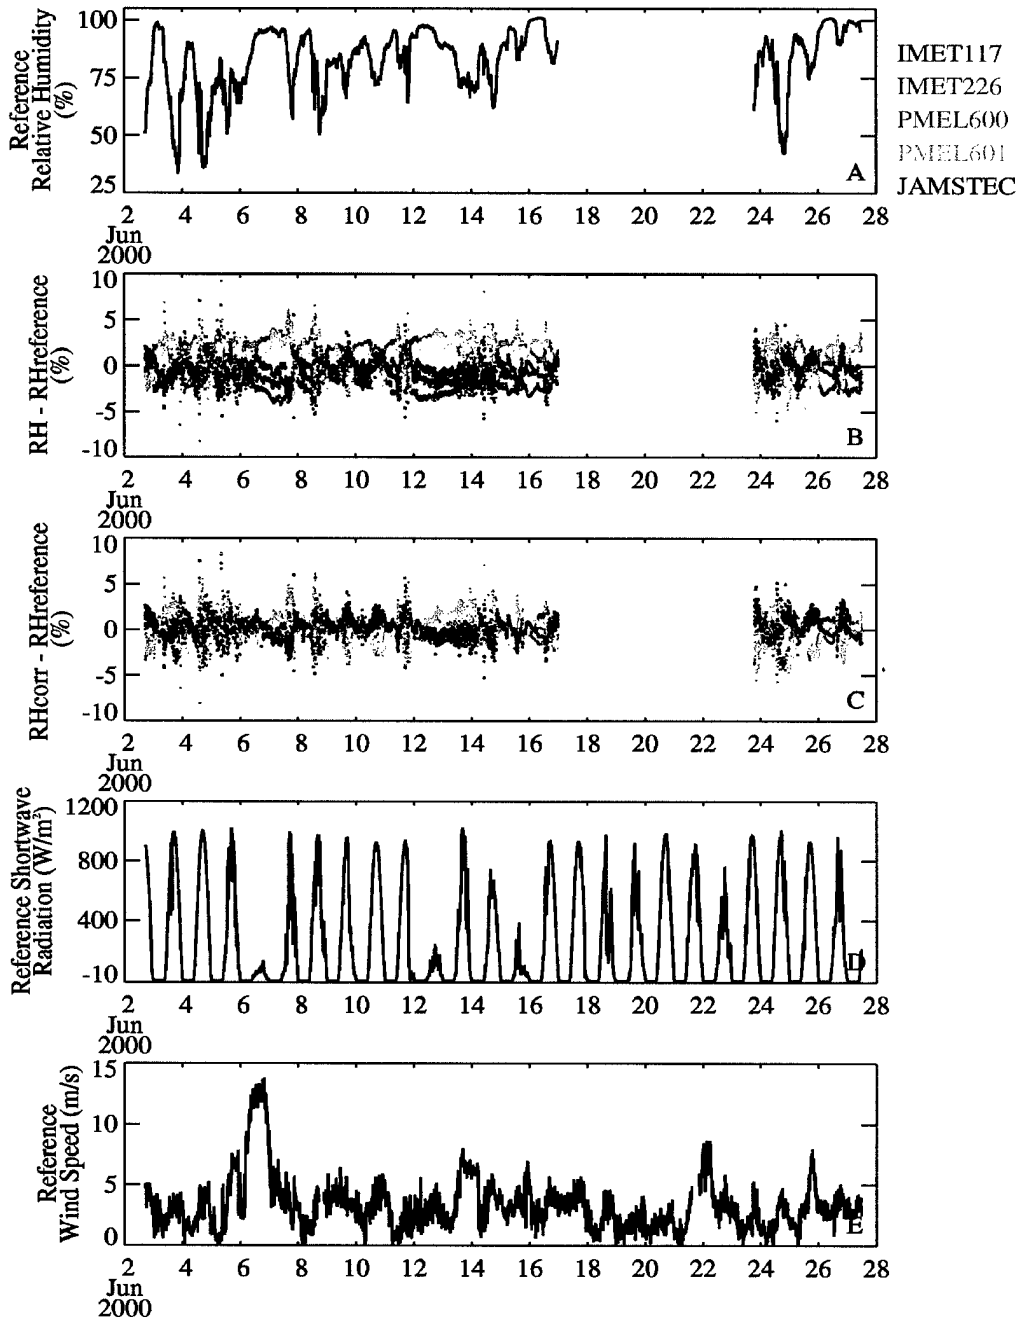 Reference
Relative Humidity
(%)
100
75
50
25
A
2 4 6 8 10 12 14 16 18 20 22 24 26 28
Jun
2000
IMET117
IMET226
PMEL600
PMEL601
JAMSTEC
RH - RHreference
(%)
10
5
0
-5
-10
B
2 4 6 8 10 12 14 16 18 20 22 24 26 28
Jun
2000
RHcorr - RHreference
(%)
10
5
0
-5
-10
C
2 4 6 8 10 12 14 16 18 20 22 24 26 28
Jun
2000
Reference Shortwave
Radiation (W/m²)
1200
800
400
-10
D
2 4 6 8 10 12 14 16 18 20 22 24 26 28
Jun
2000
Reference
Wind Speed (m/s)
15
10
5
0
E
2 4 6 8 10 12 14 16 18 20 22 24 26 28
Jun
2000